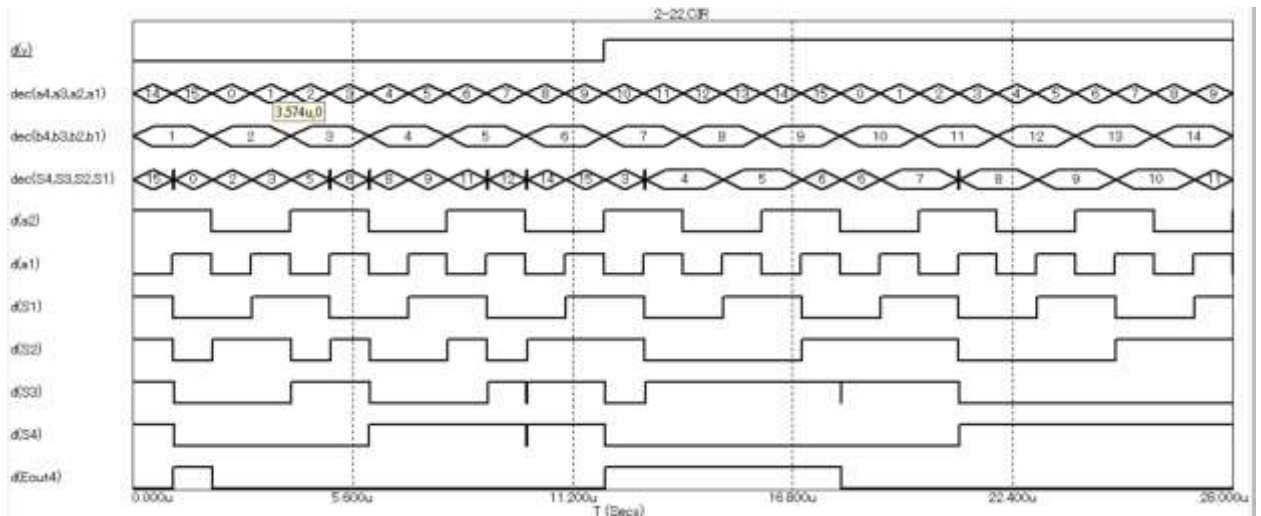 2-22.CIR
d(v)
dec(a4,a3,a2,a1) 14 15 0 1 2 3 4 5 6 7 8 9 10 11 12 13 14 15 0 1 2 3 4 5 6 7 8 9
3.574u,0
dec(b4,b3,b2,b1) 1 2 3 4 5 6 7 8 9 10 11 12 13 14
dec(S4,S3,S2,S1) 15 0 2 3 5 6 8 9 11 12 14 15 3 4 5 6 6 7 8 9 10 11
d(a2)
d(a1)
d(S1)
d(S2)
d(S3)
d(S4)
d(Eout4)
0.000u 5.600u 11.200u 16.800u 22.400u 28.000u
T (Secs)